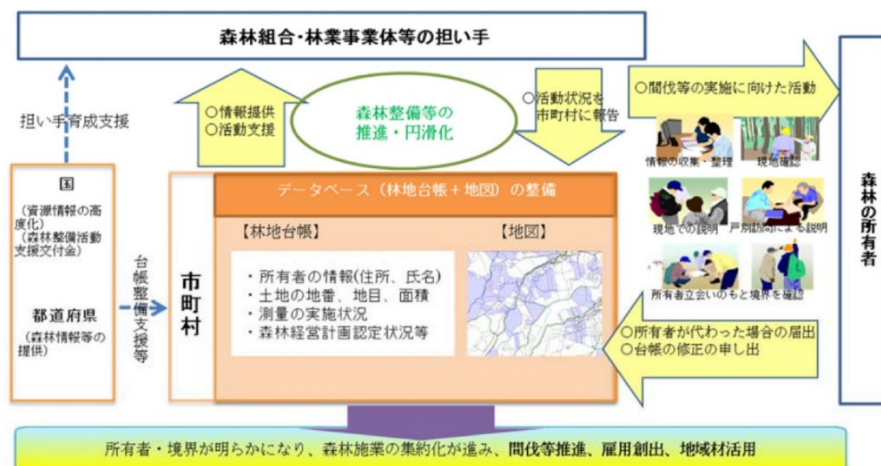 森林組合・林業事業体等の担い手
担い手育成支援
○情報提供
○活動支援
森林整備等の
推進・円滑化
○活動状況を
市町村に報告
○間伐等の実施に向けた活動
情報の収集・整理
現地確認
現地での説明
戸別訪問による説明
所有者立会いのもと境界を確認
森林の所有者
国
(資源情報の高
度化)
(森林整備活動
支援交付金)
都道府県
(森林情報等の
提供)
台帳整備支援等
市町村
データベース(林地台帳+地図)の整備
【林地台帳】
・所有者の情報(住所、氏名)
・土地の地番、地目、面積
・測量の実施状況
・森林経営計画認定状況等
【地図】
○所有者が代わった場合の届出
○台帳の修正の申し出
所有者・境界が明らかになり、森林施業の集約化が進み、間伐等推進、雇用創出、地域材活用